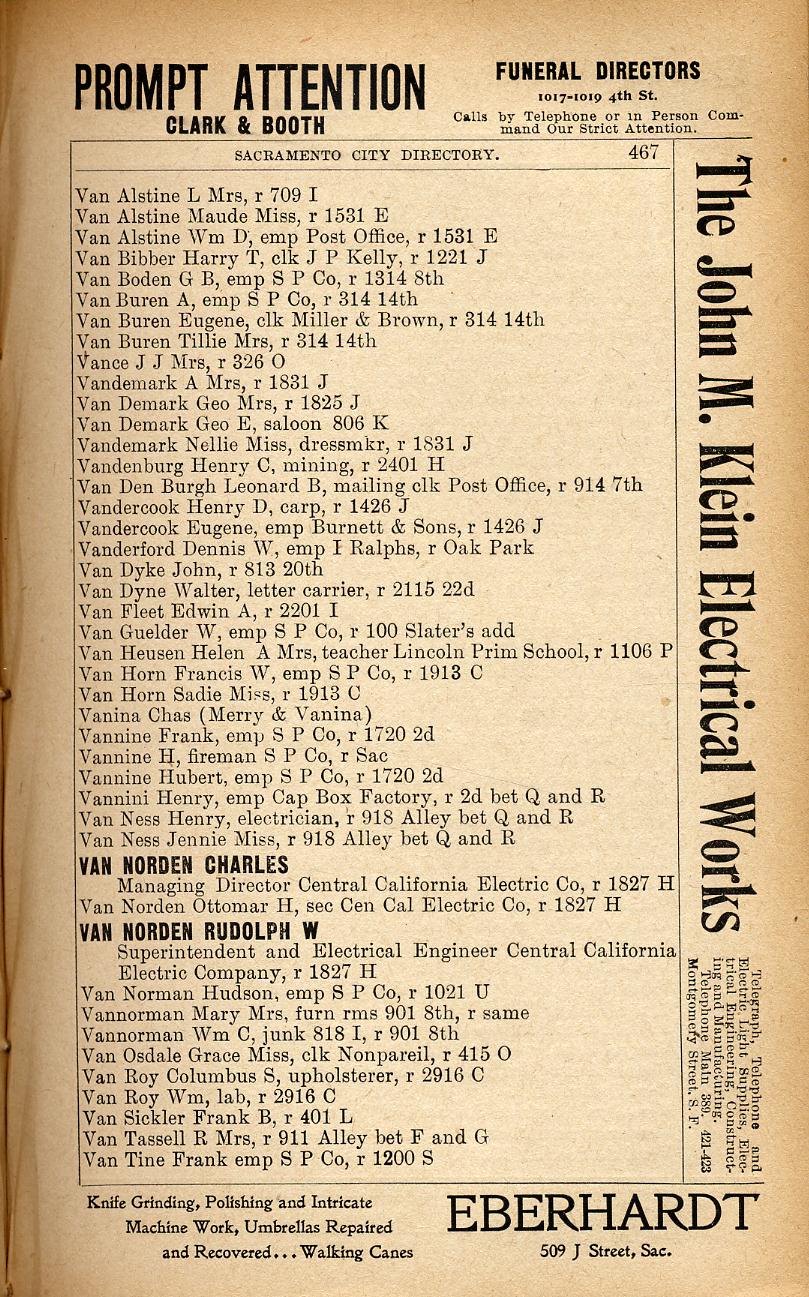 PROMPT ATTENTION
CLARK & BOOTH
FUNERAL DIRECTORS
1017-1019 4th St.
Calls by Telephone or in Person Com-
mand Our Strict Attention.
SACRAMENTO CITY DIRECTORY. 467
Van Alstine L Mrs, r 709 I
Van Alstine Maude Miss, r 1531 E
Van Alstine Wm D, emp Post Office, r 1531 E
Van Bibber Harry T, clk J P Kelly, r 1221 J
Van Boden G B, emp S P Co, r 1314 8th
Van Buren A, emp S P Co, r 314 14th
Van Buren Eugene, clk Miller & Brown, r 314 14th
Van Buren Tillie Mrs, r 314 14th
Vance J J Mrs, r 326 O
Vandemark A Mrs, r 1831 J
Van Demark Geo Mrs, r 1825 J
Van Demark Geo E, saloon 806 K
Vandemark Nellie Miss, dressmkr, r 1831 J
Vandenburg Henry C, mining, r 2401 H
Van Den Burgh Leonard B, mailing clk Post Office, r 914 7th
Vandercook Henry D, carp, r 1426 J
Vandercook Eugene, emp Burnett & Sons, r 1426 J
Vanderford Dennis W, emp I Ralphs, r Oak Park
Van Dyke John, r 813 20th
Van Dyne Walter, letter carrier, r 2115 22d
Van Fleet Edwin A, r 2201 I
Van Guelder W, emp S P Co, r 100 Slater's add
Van Heusen Helen A Mrs, teacher Lincoln Prim School, r 1106 P
Van Horn Francis W, emp S P Co, r 1913 C
Van Horn Sadie Miss, r 1913 C
Vanina Chas (Merry & Vanina)
Vannine Frank, emp S P Co, r 1720 2d
Vannine H, fireman S P Co, r Sac
Vannine Hubert, emp S P Co, r 1720 2d
Vannini Henry, emp Cap Box Factory, r 2d bet Q and R
Van Ness Henry, electrician, r 918 Alley bet Q and R
Van Ness Jennie Miss, r 918 Alley bet Q and R
VAN NORDEN CHARLES
Managing Director Central California Electric Co, r 1827 H
Van Norden Ottomar H, sec Cen Cal Electric Co, r 1827 H
VAN NORDEN RUDOLPH W
Superintendent and Electrical Engineer Central California
Electric Company, r 1827 H
Van Norman Hudson, emp S P Co, r 1021 U
Vannorman Mary Mrs, furn rms 901 8th, r same
Vannorman Wm C, junk 818 I, r 901 8th
Van Osdale Grace Miss, clk Nonpareil, r 415 O
Van Roy Columbus S, upholsterer, r 2916 C
Van Roy Wm, lab, r 2916 C
Van Sickler Frank B, r 401 L
Van Tassell R Mrs, r 911 Alley bet F and G
Van Tine Frank emp S P Co, r 1200 S
The John M. Klein Electrical Works
Telegraph, Telephone and
Electric Light Supplies, Elec-
trical Engineering, Construct-
ing and Manufacturing.
Telephone Main 389. 421-423
Montgomery Street, S. F.
Knife Grinding, Polishing and Intricate
Machine Work, Umbrellas Repaired
and Recovered...Walking Canes
EBERHARDT
509 J Street, Sac.